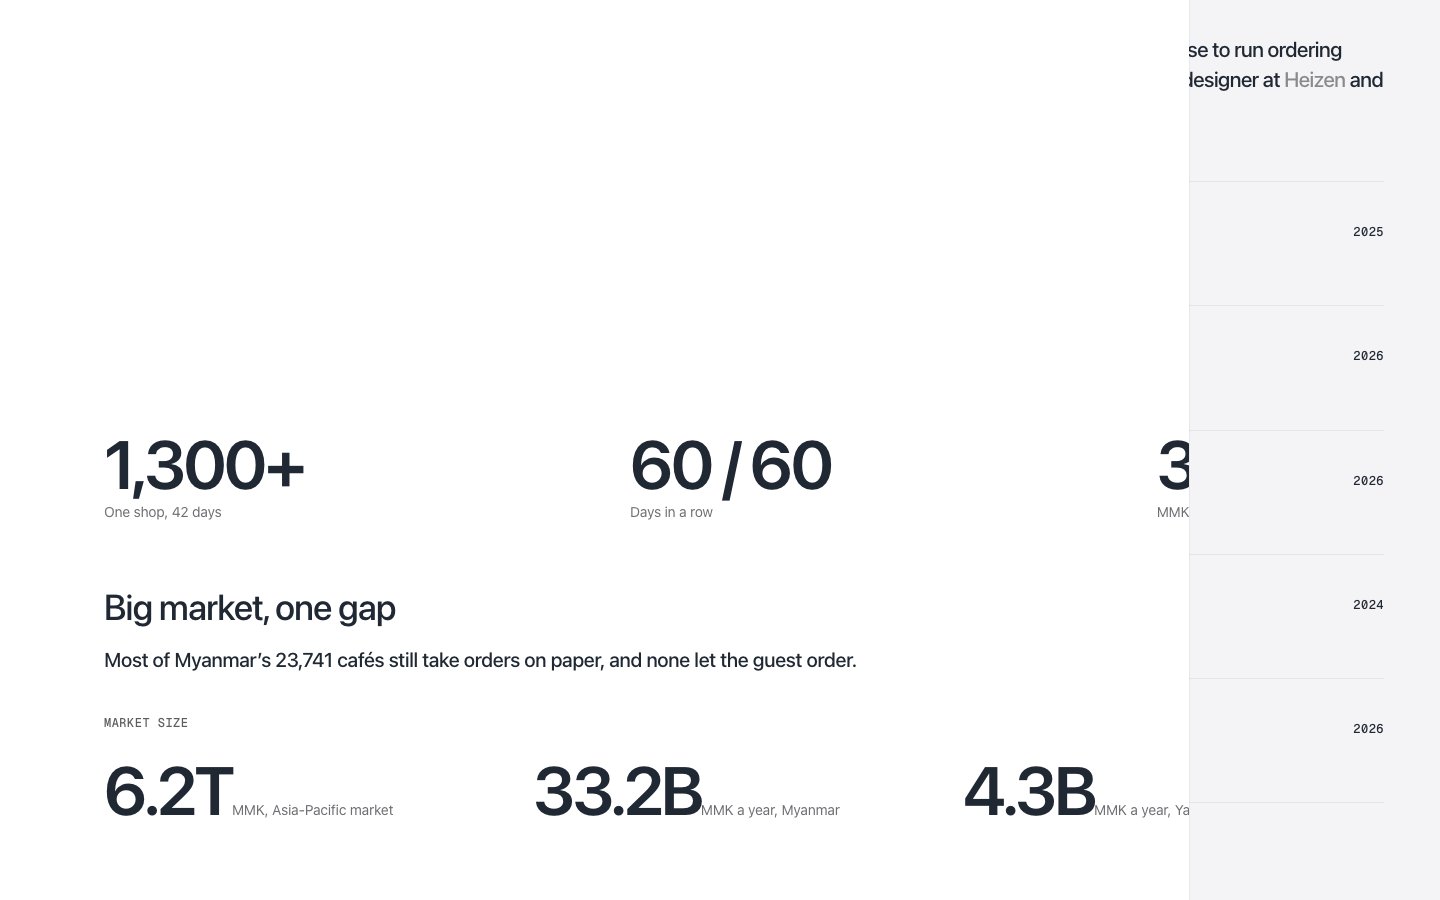 se to run ordering
designer at Heizen and
2025
2026
2026
2024
2026
1,300+
60 / 60
3
One shop, 42 days
Days in a row
MMK
Big market, one gap
Most of Myanmar’s 23,741 cafés still take orders on paper, and none let the guest order.
MARKET SIZE
6.2T MMK, Asia-Pacific market
33.2B MMK a year, Myanmar
4.3B MMK a year, Ya